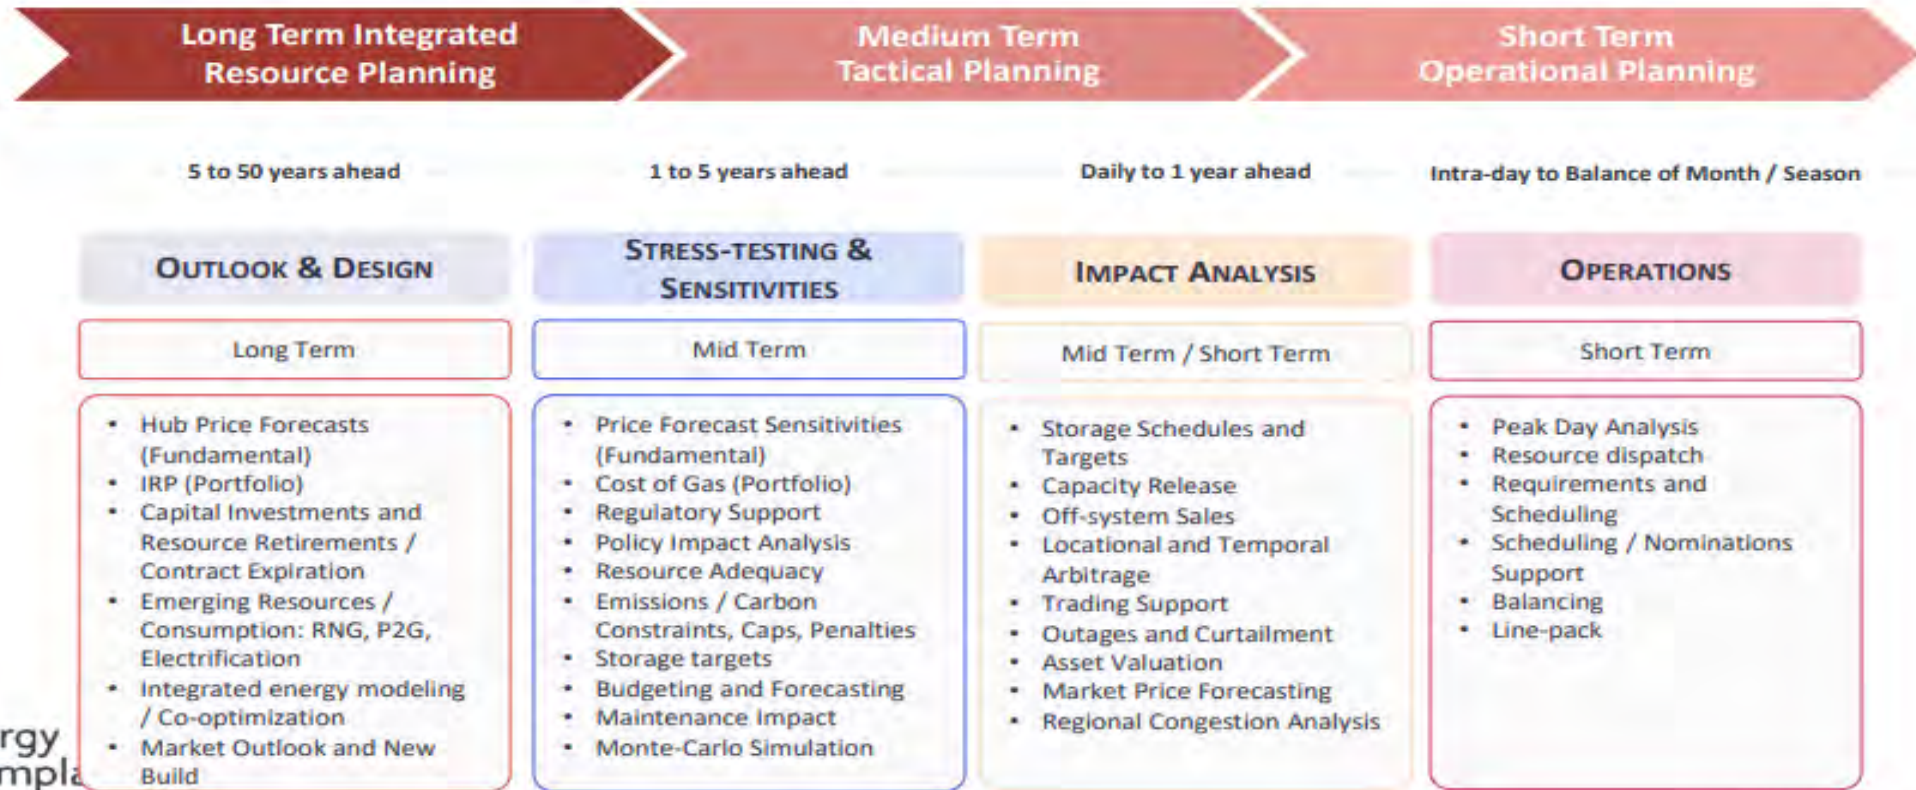 Long Term Integrated
Resource Planning
Medium Term
Tactical Planning
Short Term
Operational Planning
5 to 50 years ahead
1 to 5 years ahead
Daily to 1 year ahead
Intra-day to Balance of Month / Season
OUTLOOK & DESIGN
Long Term
• Hub Price Forecasts
(Fundamental)
• IRP (Portfolio)
• Capital Investments and
Resource Retirements /
Contract Expiration
• Emerging Resources /
Consumption: RNG, P2G,
Electrification
• Integrated energy modeling
/ Co-optimization
• Market Outlook and New
Build
STRESS-TESTING &
SENSITIVITIES
Mid Term
• Price Forecast Sensitivities
(Fundamental)
• Cost of Gas (Portfolio)
• Regulatory Support
• Policy Impact Analysis
• Resource Adequacy
• Emissions / Carbon
Constraints, Caps, Penalties
• Storage targets
• Budgeting and Forecasting
• Maintenance Impact
• Monte-Carlo Simulation
IMPACT ANALYSIS
Mid Term / Short Term
• Storage Schedules and
Targets
• Capacity Release
• Off-system Sales
• Locational and Temporal
Arbitrage
• Trading Support
• Outages and Curtailment
• Asset Valuation
• Market Price Forecasting
• Regional Congestion Analysis
OPERATIONS
Short Term
• Peak Day Analysis
• Resource dispatch
• Requirements and
Scheduling
• Scheduling / Nominations
Support
• Balancing
• Line-pack
rgy
mpla